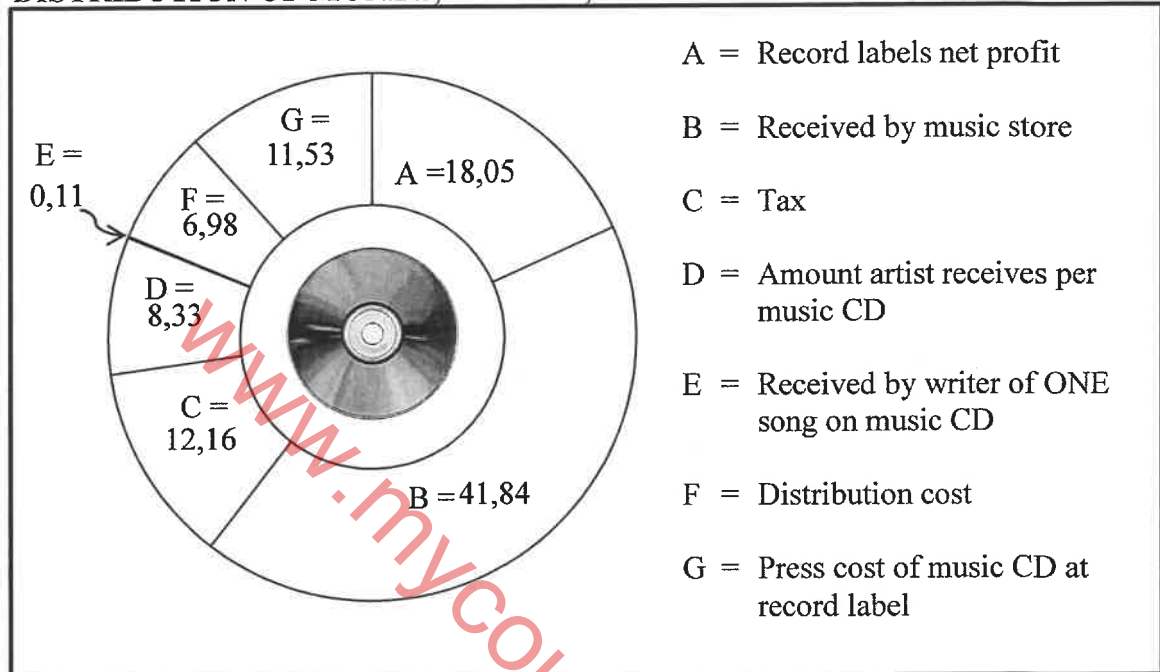 G =
11,53
A =18,05
E =
0,11
F =
6,98
D =
8,33
C =
12,16
B =41,84
A = Record labels net profit
B = Received by music store
C = Tax
D = Amount artist receives per
music CD
E = Received by writer of ONE
song on music CD
F = Distribution cost
G = Press cost of music CD at
record label
www.mycou